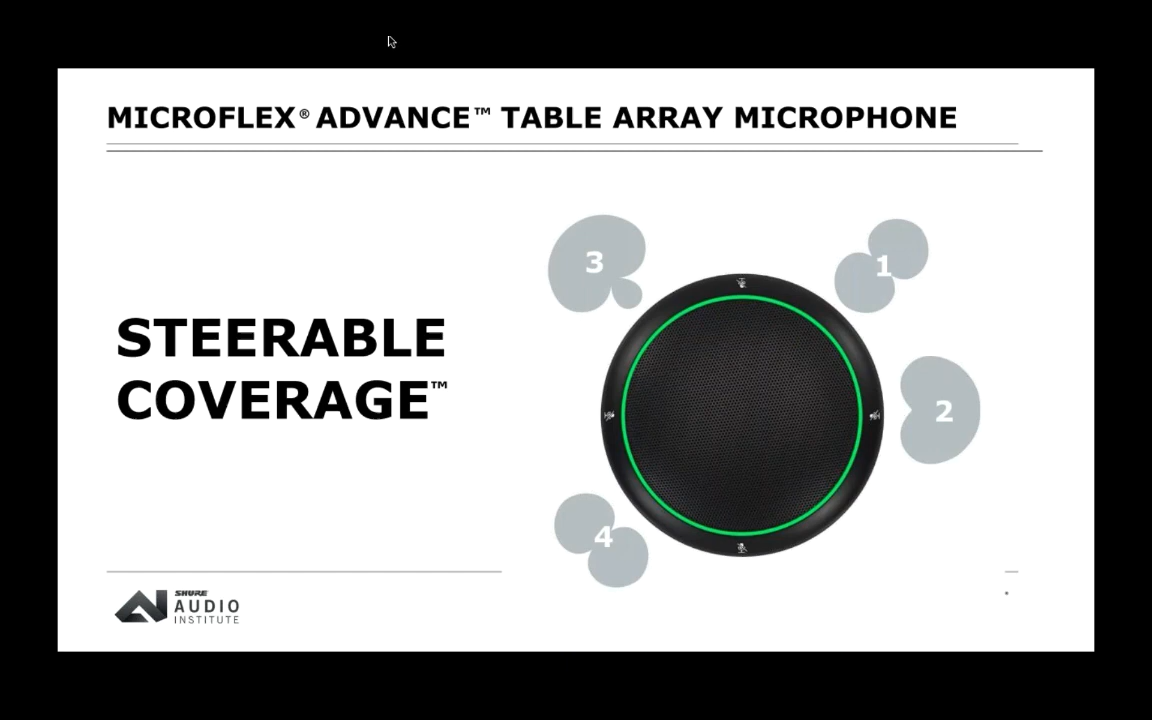 MICROFLEX® ADVANCE™ TABLE ARRAY MICROPHONE
3
1
STEERABLE
COVERAGE™
2
4
SHURE
AUDIO
INSTITUTE